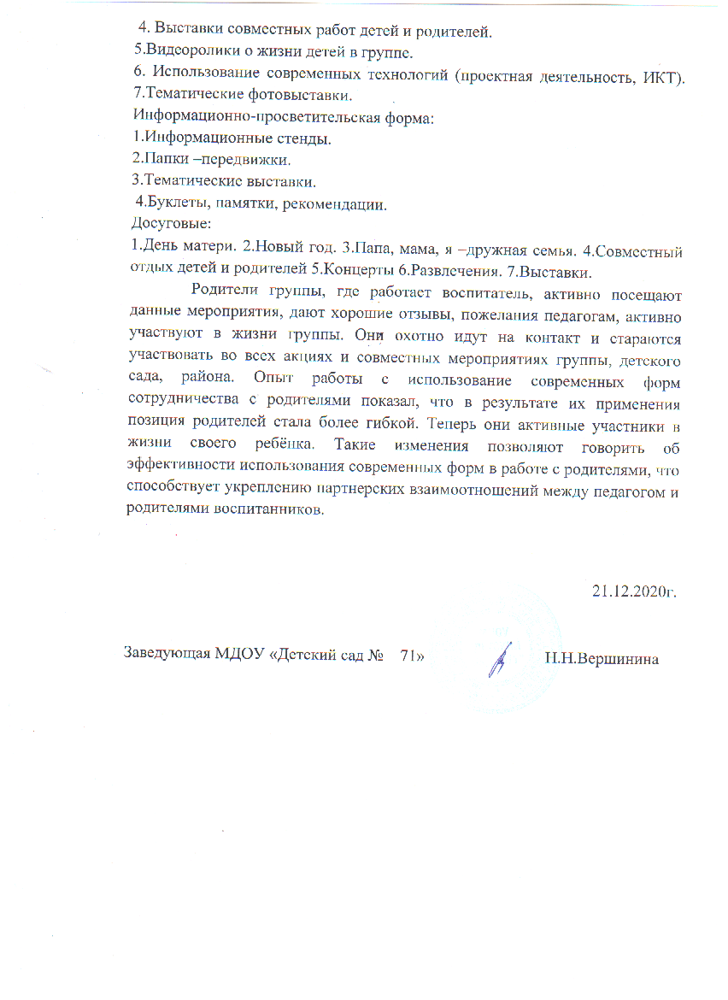 4. Выставки совместных работ детей и родителей.
5.Видеоролики о жизни детей в группе.
6. Использование современных технологий (проектная деятельность, ИКТ).
7.Тематические фотовыставки.
Информационно-просветительская форма:
1.Информационные стенды.
2.Папки –передвижки.
3.Тематические выставки.
4.Буклеты, памятки, рекомендации.
Досуговые:
1.День матери. 2.Новый год. 3.Папа, мама, я –дружная семья. 4.Совместный
отдых детей и родителей 5.Концерты 6.Развлечения. 7.Выставки.
Родители группы, где работает воспитатель, активно посещают
данные мероприятия, дают хорошие отзывы, пожелания педагогам, активно
участвуют в жизни группы. Они охотно идут на контакт и стараются
участвовать во всех акциях и совместных мероприятиях группы, детского
сада, района. Опыт работы с использование современных форм
сотрудничества с родителями показал, что в результате их применения
позиция родителей стала более гибкой. Теперь они активные участники в
жизни своего ребёнка. Такие изменения позволяют говорить об
эффективности использования современных форм в работе с родителями, что
способствует укреплению партнерских взаимоотношений между педагогом и
родителями воспитанников.
21.12.2020г.
Заведующая МДОУ «Детский сад № 71» Н.Н.Вершинина